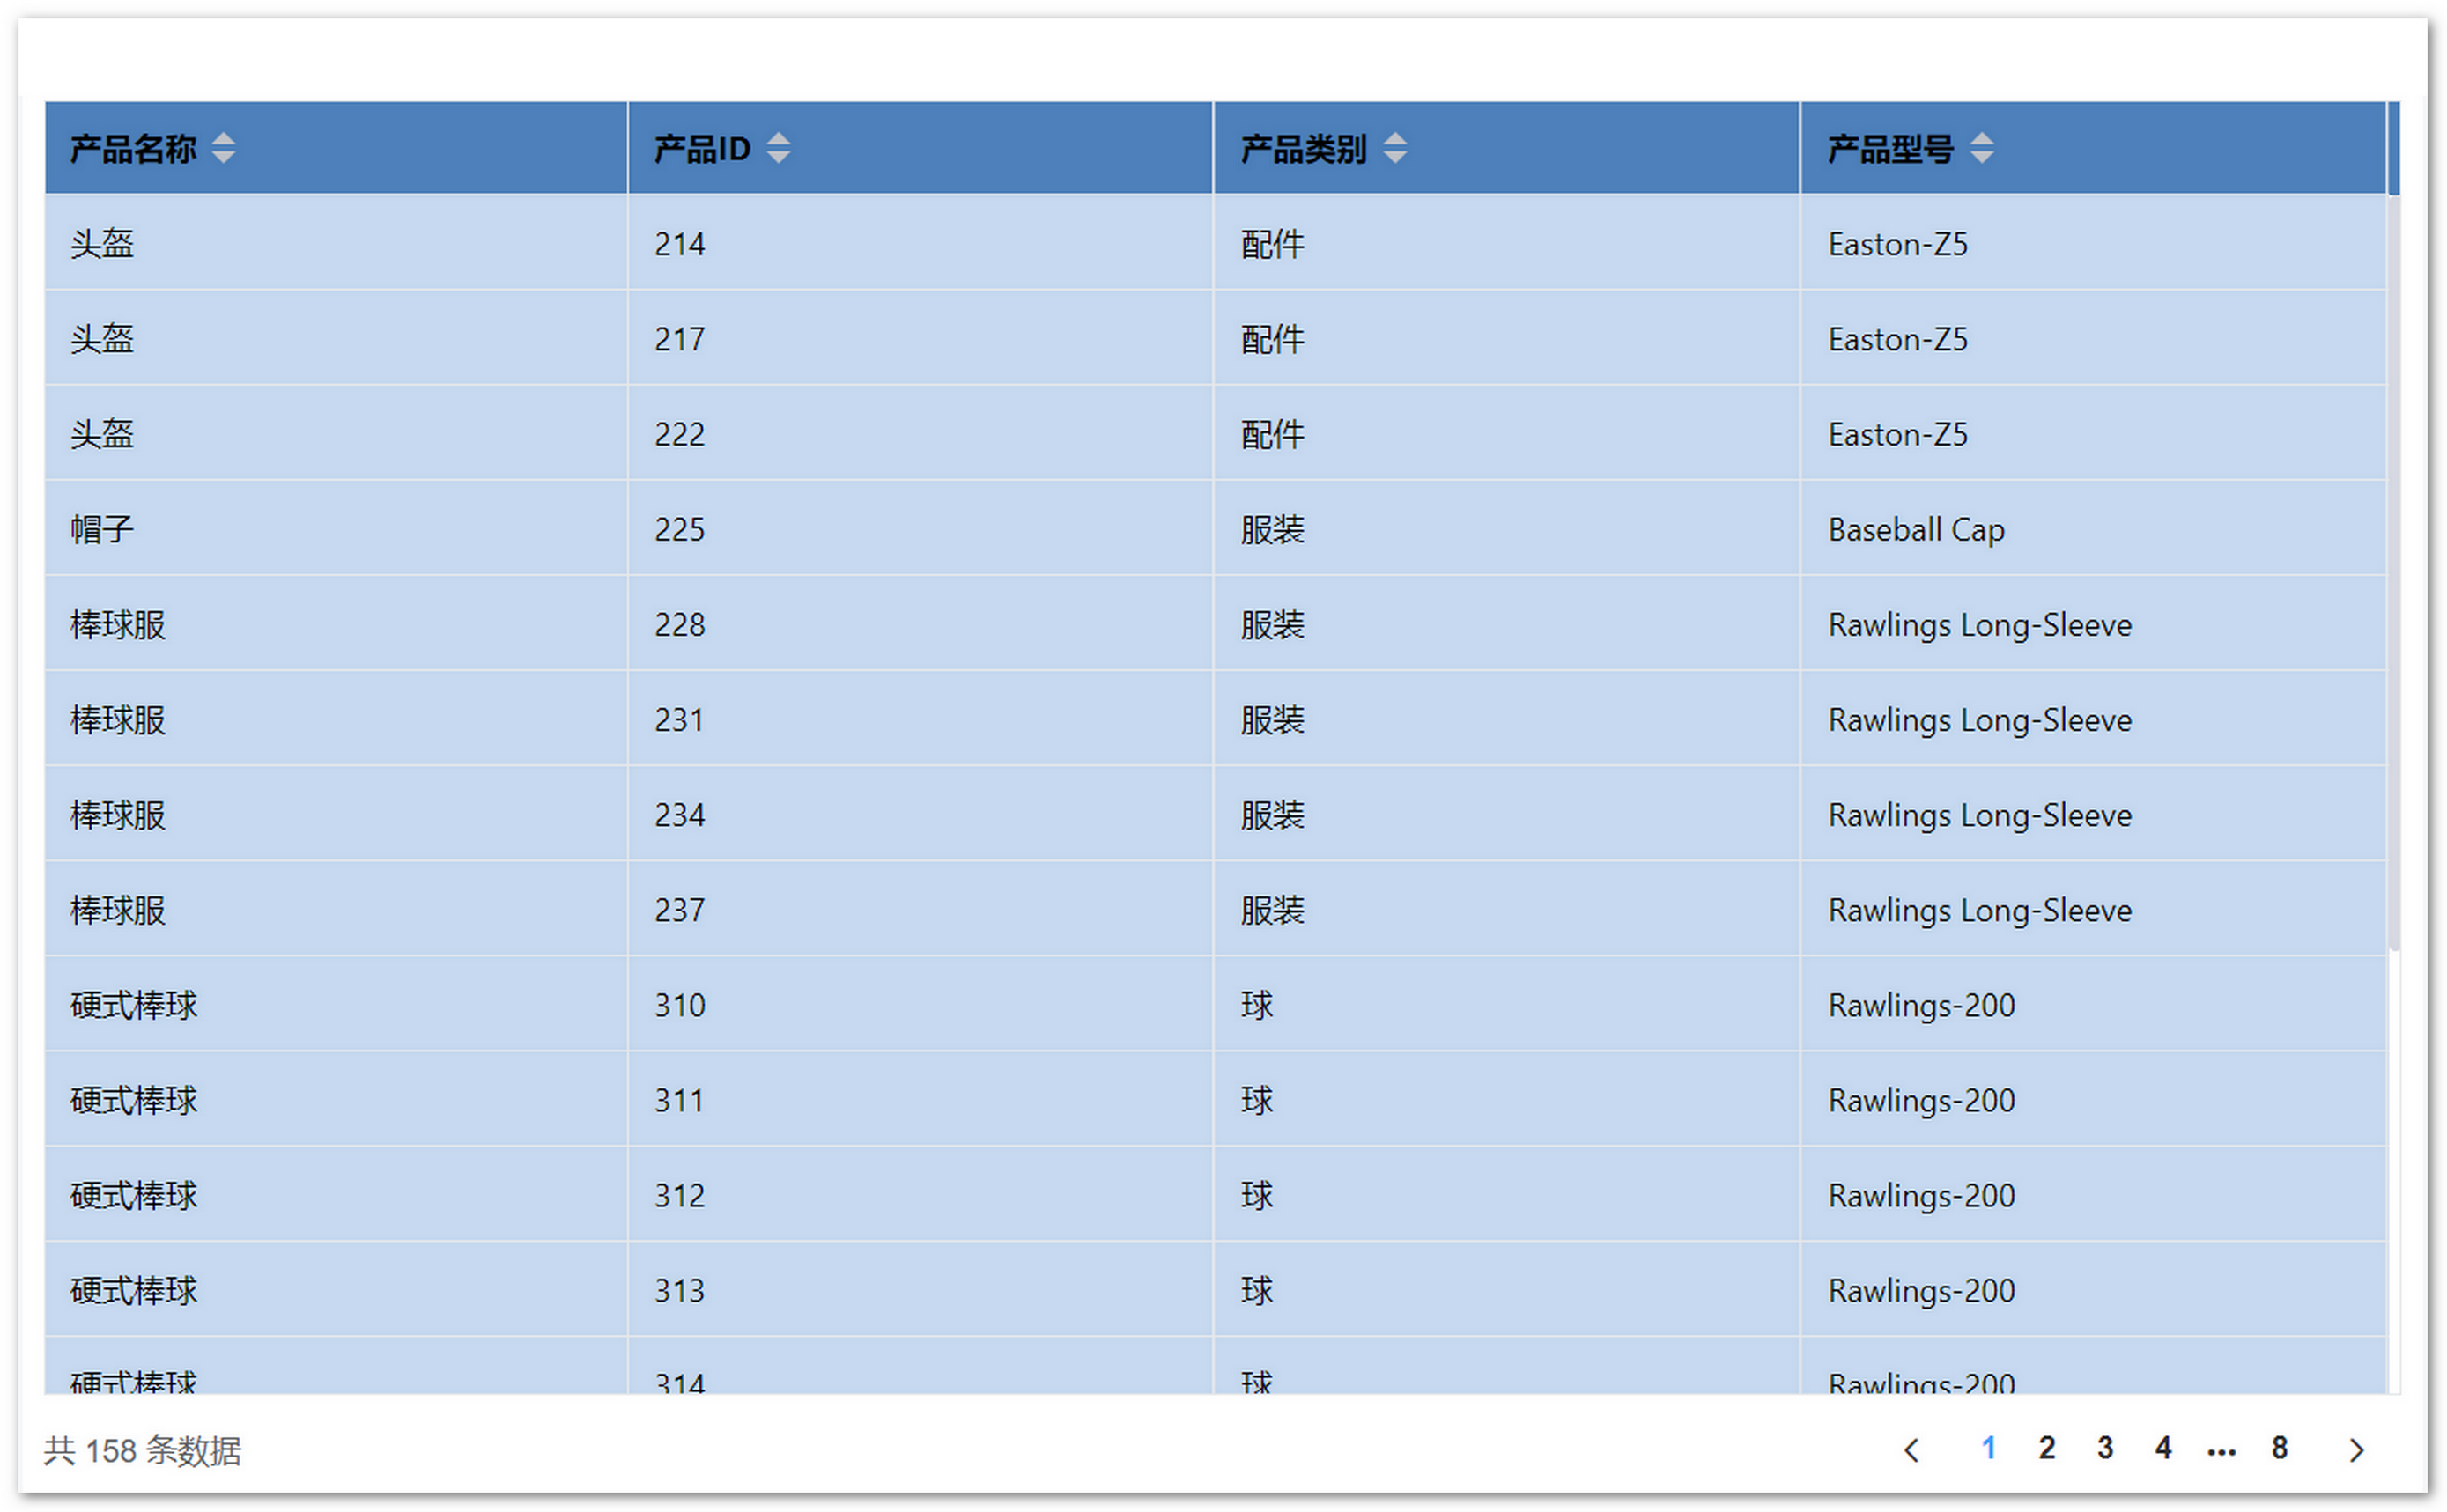 产品名称 产品ID 产品类别 产品型号
头盔 214 配件 Easton-Z5
头盔 217 配件 Easton-Z5
头盔 222 配件 Easton-Z5
帽子 225 服装 Baseball Cap
棒球服 228 服装 Rawlings Long-Sleeve
棒球服 231 服装 Rawlings Long-Sleeve
棒球服 234 服装 Rawlings Long-Sleeve
棒球服 237 服装 Rawlings Long-Sleeve
硬式棒球 310 球 Rawlings-200
硬式棒球 311 球 Rawlings-200
硬式棒球 312 球 Rawlings-200
硬式棒球 313 球 Rawlings-200
硬式棒球 314 球 Rawlings-200
共 158 条数据 1 2 3 4 ... 8